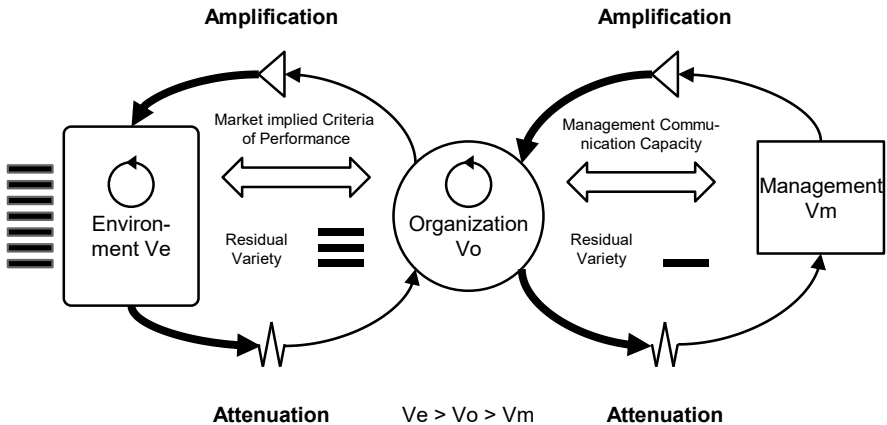 Amplification
Amplification
Market implied Criteria
of Performance
Management Commu-
nication Capacity
Environ-
ment Ve
Organization
Vo
Management
Vm
Residual
Variety
Residual
Variety
Attenuation
Ve > Vo > Vm
Attenuation